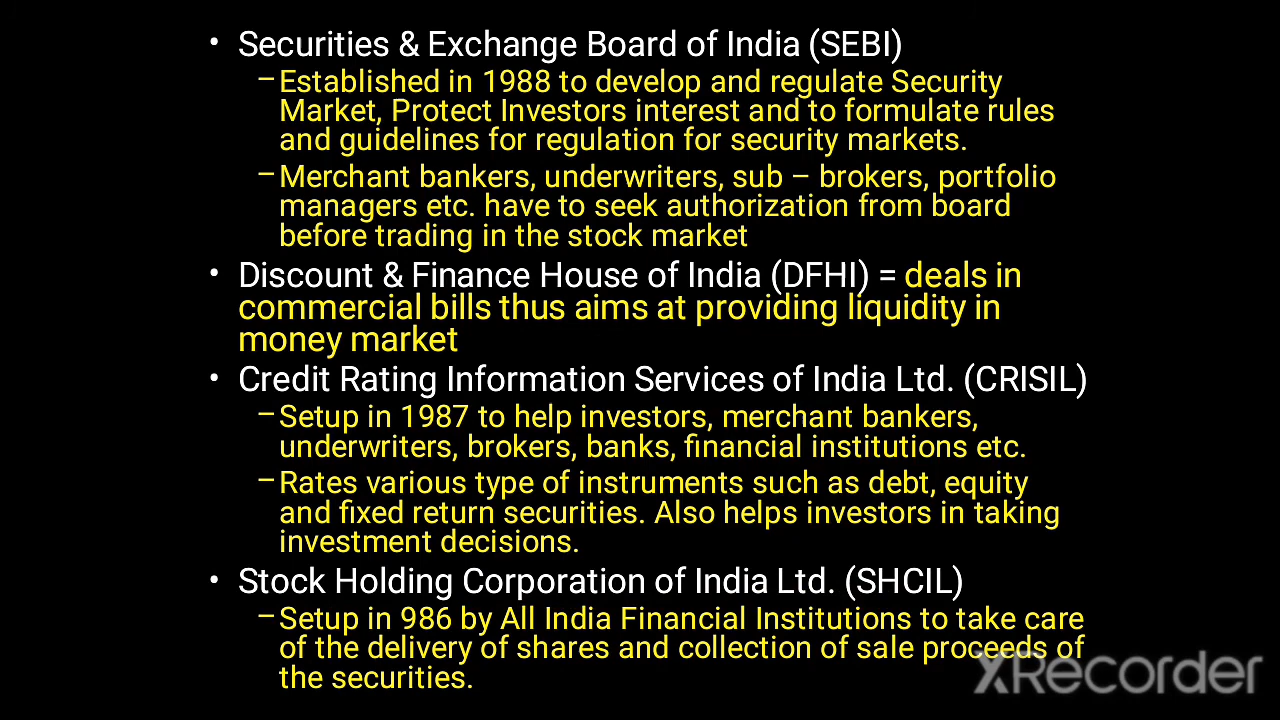 • Securities & Exchange Board of India (SEBI)
–Established in 1988 to develop and regulate Security
Market, Protect Investors interest and to formulate rules
and guidelines for regulation for security markets.
–Merchant bankers, underwriters, sub – brokers, portfolio
managers etc. have to seek authorization from board
before trading in the stock market
• Discount & Finance House of India (DFHI) = deals in
commercial bills thus aims at providing liquidity in
money market
• Credit Rating Information Services of India Ltd. (CRISIL)
–Setup in 1987 to help investors, merchant bankers,
underwriters, brokers, banks, financial institutions etc.
–Rates various type of instruments such as debt, equity
and fixed return securities. Also helps investors in taking
investment decisions.
• Stock Holding Corporation of India Ltd. (SHCIL)
–Setup in 986 by All India Financial Institutions to take care
of the delivery of shares and collection of sale proceeds of
the securities.
XRecorder